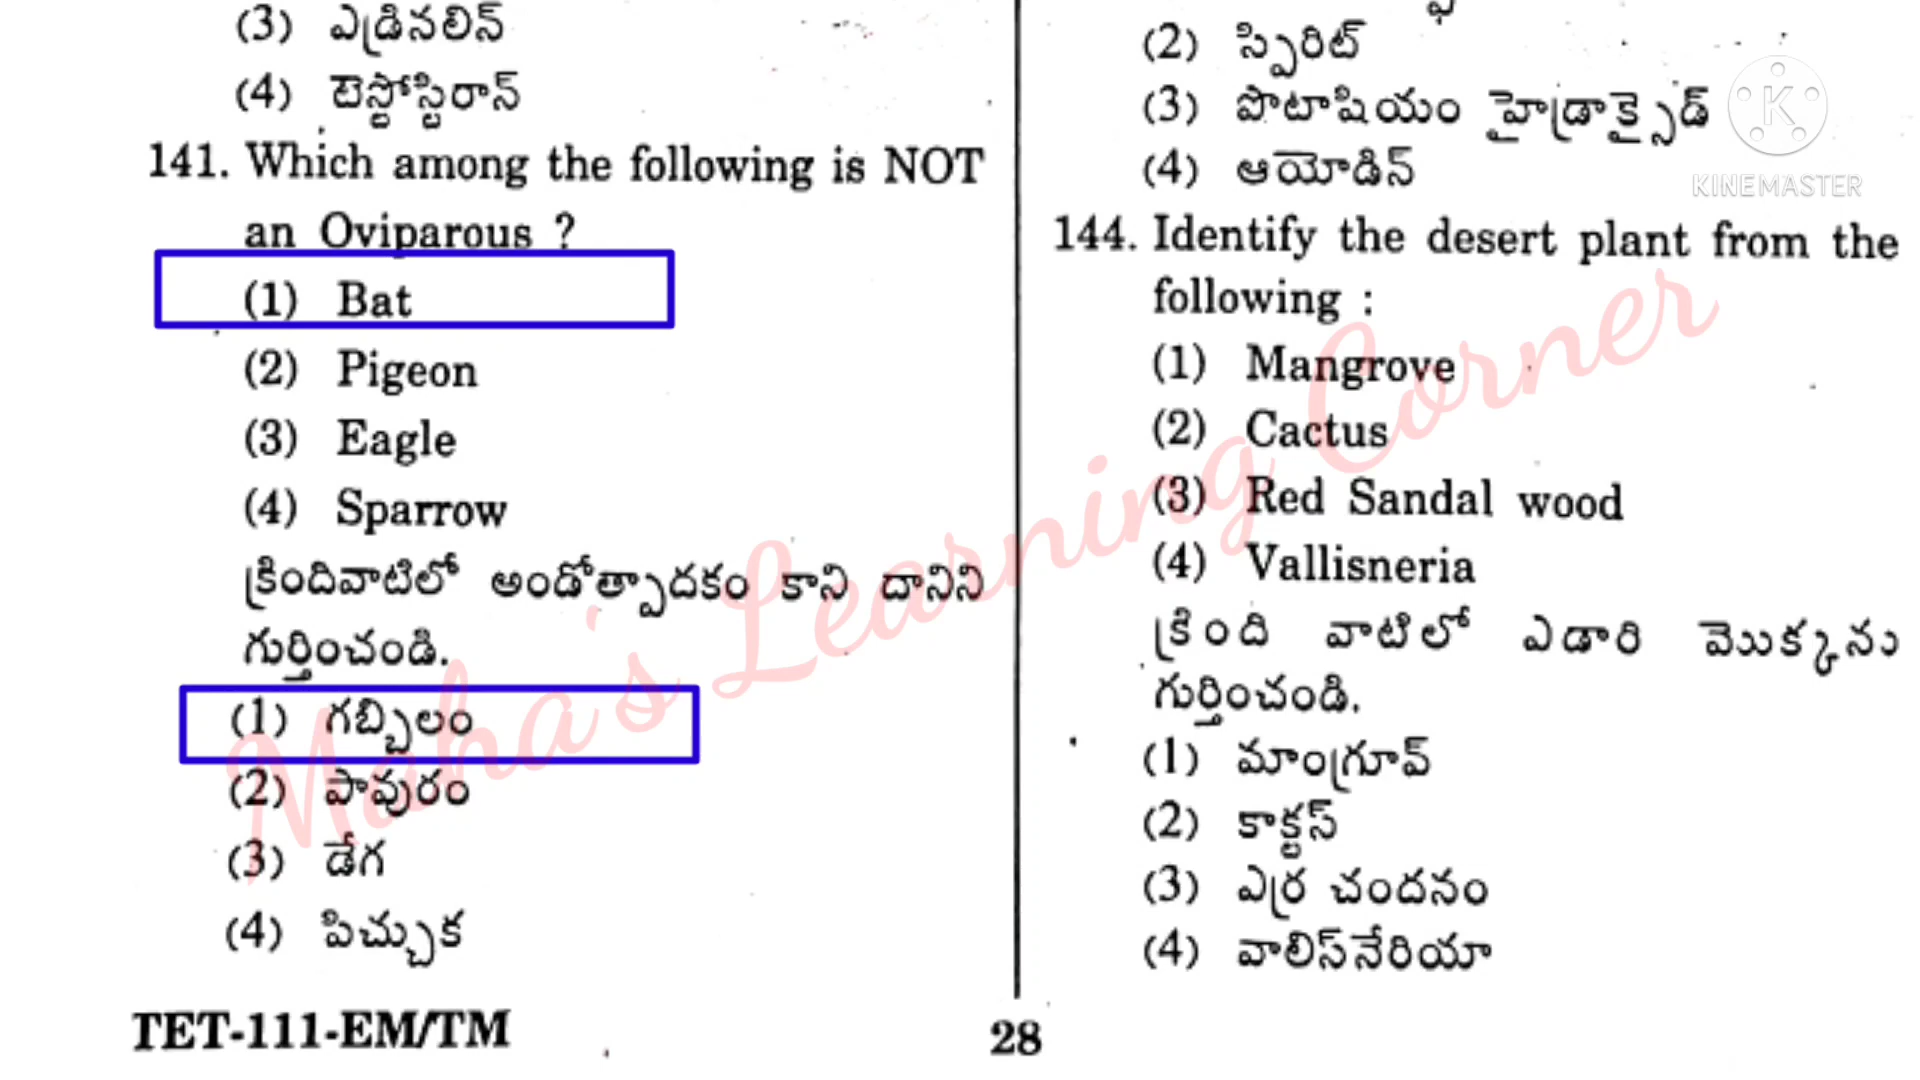 (3) ఎడ్రినలిన్
(4) టెస్టోస్టిరాన్
141. Which among the following is NOT
an Oviparous ?
(1) Bat
(2) Pigeon
(3) Eagle
(4) Sparrow
క్రిందివాటిలో అండోత్పాదకం కాని దానిని
గుర్తించండి.
(1) గబ్బిలం
(2) పావురం
(3) డేగ
(4) పిచ్చుక
(2) స్పిరిట్
(3) పొటాషియం హైడ్రాక్సైడ్
(4) ఆయోడిన్
144. Identify the desert plant from the
following :
(1) Mangrove
(2) Cactus
(3) Red Sandal wood
(4) Vallisneria
క్రింది వాటిలో ఎడారి మొక్కను
గుర్తించండి.
(1) మాంగ్రూవ్
(2) కాక్టస్
(3) ఎర్ర చందనం
(4) వాలిస్‌నేరియా
TET-111-EM/TM
28
Maha's Learning Corner
K
KINEMASTER